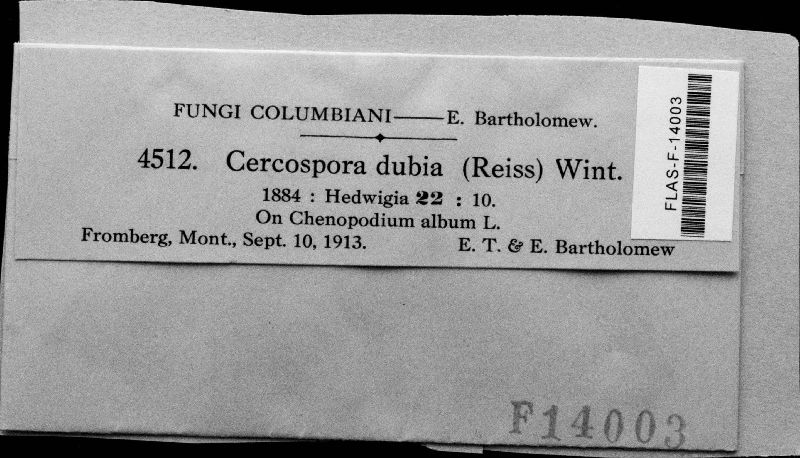 FUNGI COLUMBIANI——E. Bartholomew.
4512. Cercospora dubia (Reiss) Wint.
1884 : Hedwigia 22 : 10.
On Chenopodium album L.
Fromberg, Mont., Sept. 10, 1913. E. T. & E. Bartholomew
FLAS-F-14003
F14003